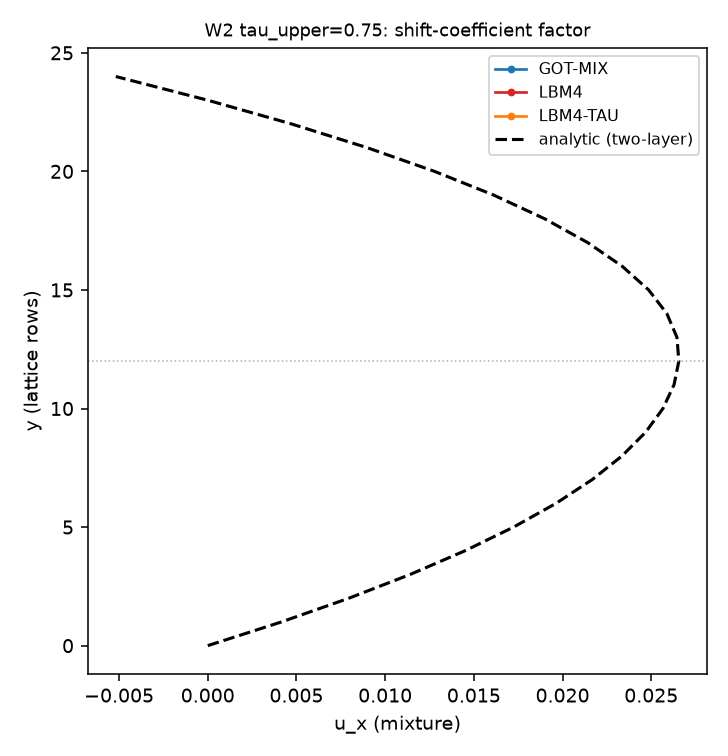 W2 tau_upper=0.75: shift-coefficient factor
GOT-MIX
LBM4
LBM4-TAU
analytic (two-layer)
25
20
15
10
5
0
y (lattice rows)
−0.005 0.000 0.005 0.010 0.015 0.020 0.025
u_x (mixture)